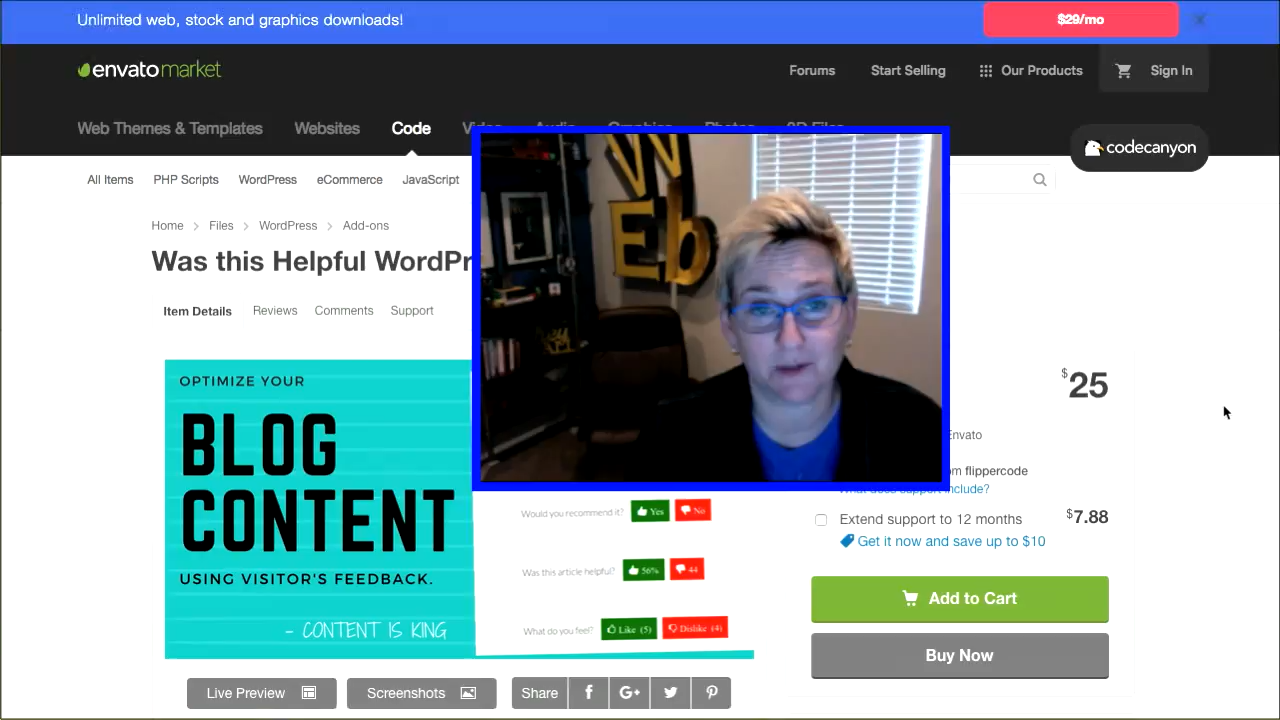 Unlimited web, stock and graphics downloads!
$29/mo
envato market
Forums
Start Selling
Our Products
Sign In
Web Themes & Templates
Websites
Code
codecanyon
All Items
PHP Scripts
WordPress
eCommerce
JavaScript
Home
Files
WordPress
Add-ons
Was this Helpful WordPr
Item Details
Reviews
Comments
Support
OPTIMIZE YOUR
BLOG
CONTENT
USING VISITOR'S FEEDBACK.
- CONTENT IS KING
Web
Would you recommend it? Yes No
Was this article helpful? 56% 44
What do you feel? Like (5) Dislike (4)
$25
Envato
flippercode
include?
Extend support to 12 months
$7.88
Get it now and save up to $10
Add to Cart
Buy Now
Live Preview
Screenshots
Share
G+